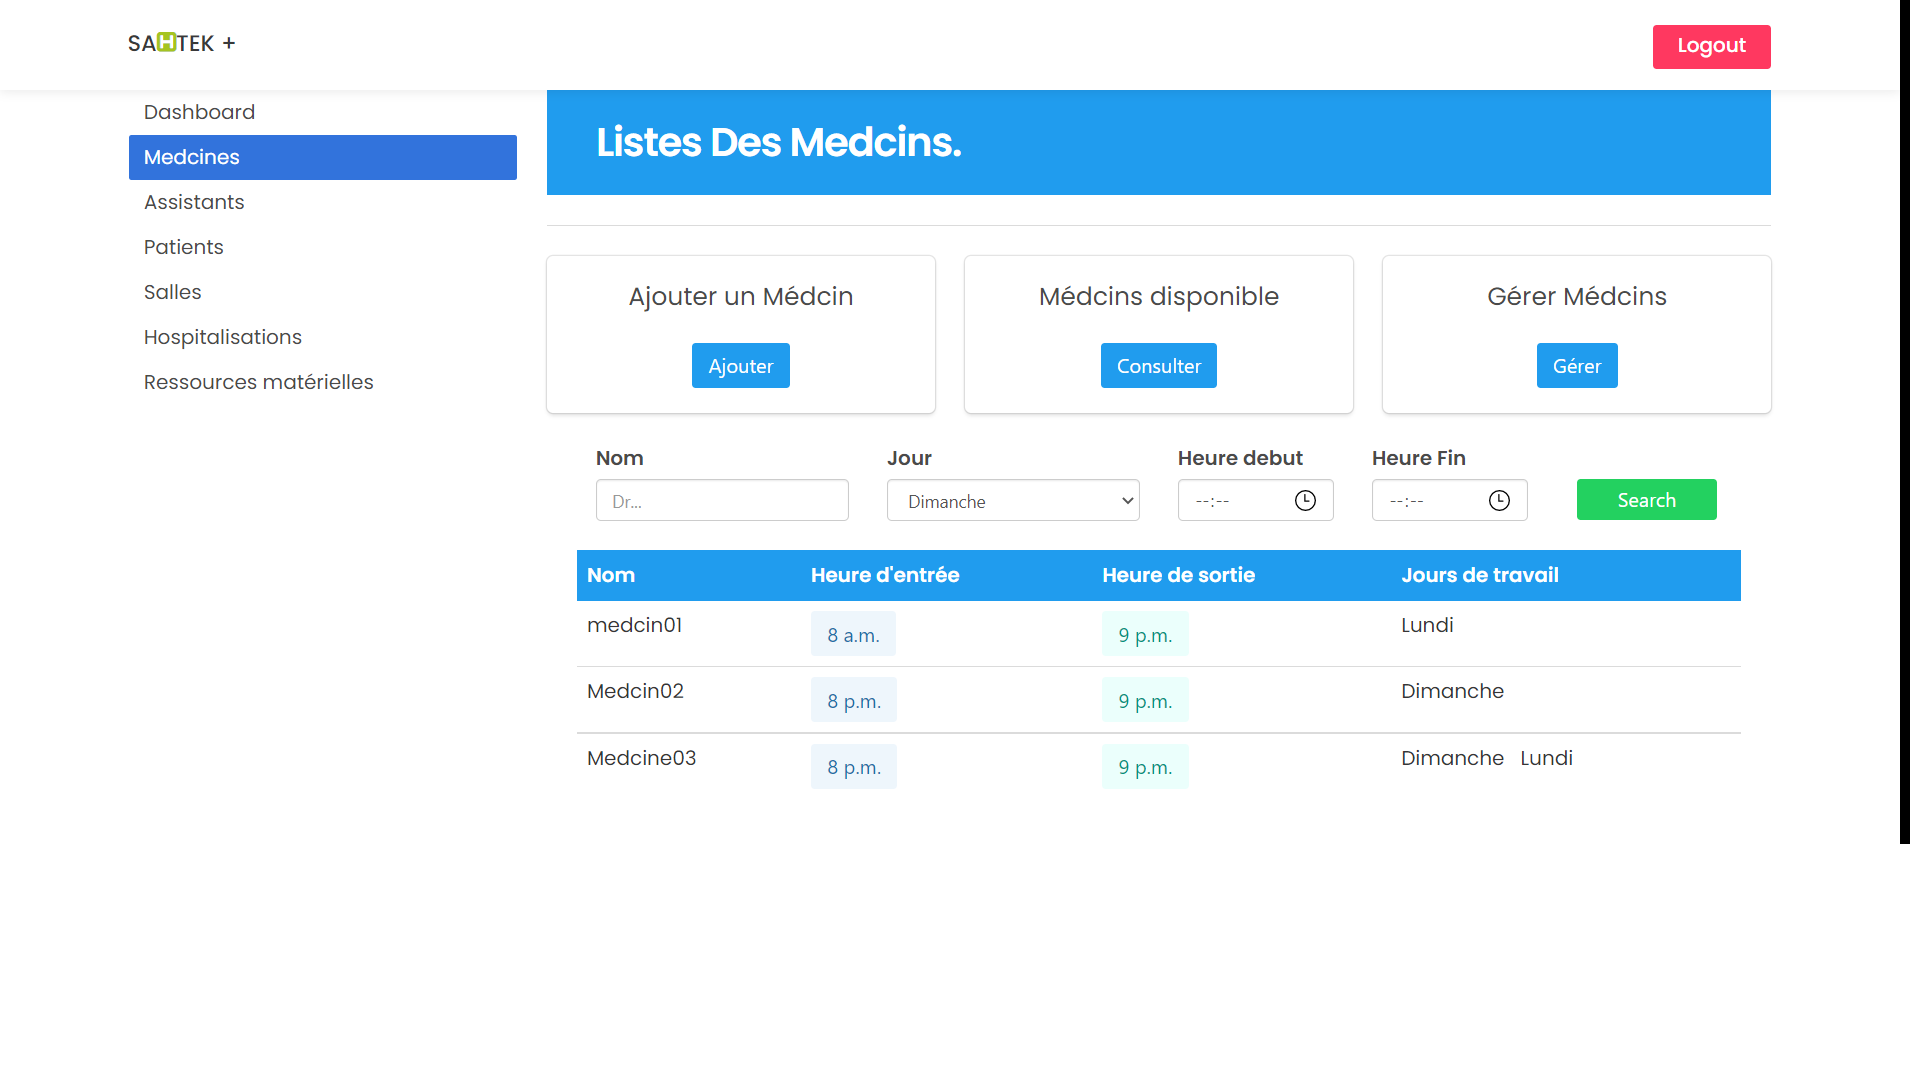 SAHTEK +
Logout
Dashboard
Medcines
Assistants
Patients
Salles
Hospitalisations
Ressources matérielles
Listes Des Medcins.
Ajouter un Médcin
Ajouter
Médcins disponible
Consulter
Gérer Médcins
Gérer
Nom Jour Heure debut Heure Fin
Dr... Dimanche --:-- --:-- Search
Nom Heure d'entrée Heure de sortie Jours de travail
medcin01 8 a.m. 9 p.m. Lundi
Medcin02 8 p.m. 9 p.m. Dimanche
Medcine03 8 p.m. 9 p.m. Dimanche Lundi